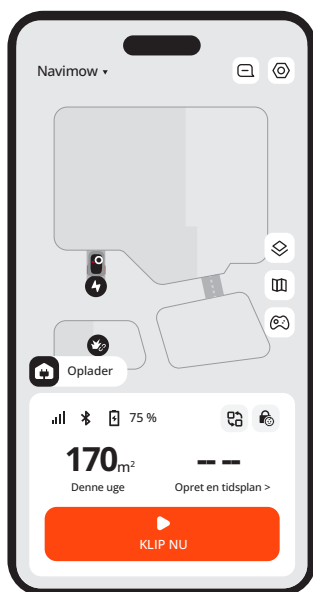 Navimow ▾
Oplader
75 %
170m²
-- --
Denne uge
Opret en tidsplan >
KLIP NU